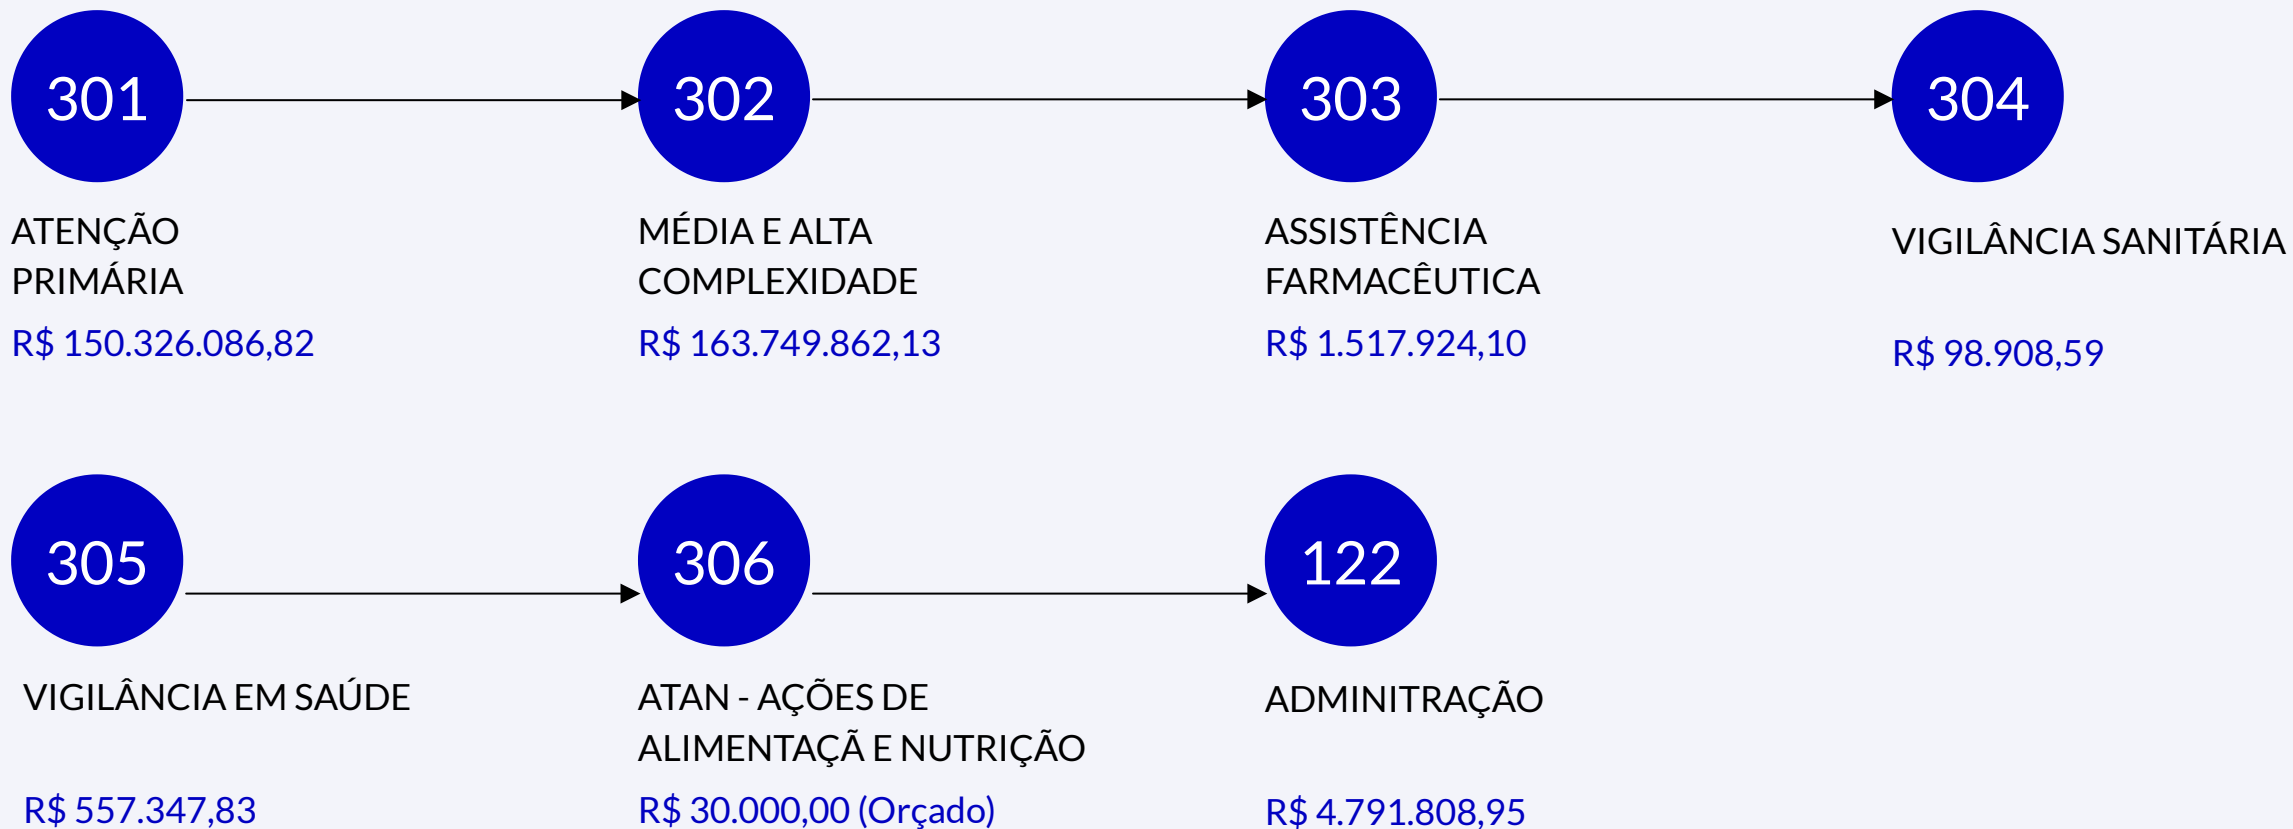 301
302
303
304
ATENÇÃO
PRIMÁRIA
R$ 150.326.086,82
MÉDIA E ALTA
COMPLEXIDADE
R$ 163.749.862,13
ASSISTÊNCIA
FARMACÊUTICA
R$ 1.517.924,10
VIGILÂNCIA SANITÁRIA
R$ 98.908,59
305
306
122
VIGILÂNCIA EM SAÚDE
R$ 557.347,83
ATAN - AÇÕES DE
ALIMENTAÇÃ E NUTRIÇÃO
R$ 30.000,00 (Orçado)
ADMINITRAÇÃO
R$ 4.791.808,95